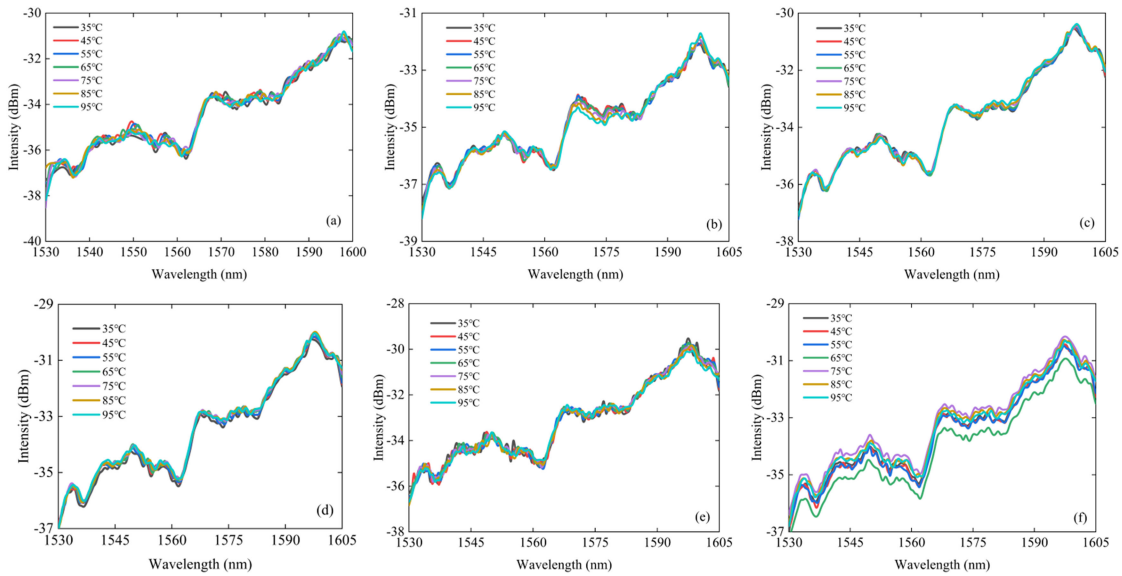 -30
-32
-34
-36
-38
-40
Intensity (dBm)
35°C
45°C
55°C
65°C
75°C
85°C
95°C
(a)
1530 1540 1550 1560 1570 1580 1590 1600
Wavelength (nm)
-31
-33
-35
-37
-39
Intensity (dBm)
35°C
45°C
55°C
65°C
75°C
85°C
95°C
(b)
1530 1545 1560 1575 1590 1605
Wavelength (nm)
-30
-32
-34
-36
-38
Intensity (dBm)
35°C
45°C
55°C
65°C
75°C
85°C
95°C
(c)
1530 1545 1560 1575 1590 1605
Wavelength (nm)
-29
-31
-33
-35
-37
Intensity (dBm)
35°C
45°C
55°C
65°C
75°C
85°C
95°C
(d)
1530 1545 1560 1575 1590 1605
Wavelength (nm)
-28
-30
-32
-34
-36
-38
Intensity (dBm)
35°C
45°C
55°C
65°C
75°C
85°C
95°C
(e)
1530 1545 1560 1575 1590 1605
Wavelength (nm)
-29
-31
-33
-35
-37
Intensity (dBm)
35°C
45°C
55°C
65°C
75°C
85°C
95°C
(f)
1530 1545 1560 1575 1590 1605
Wavelength (nm)